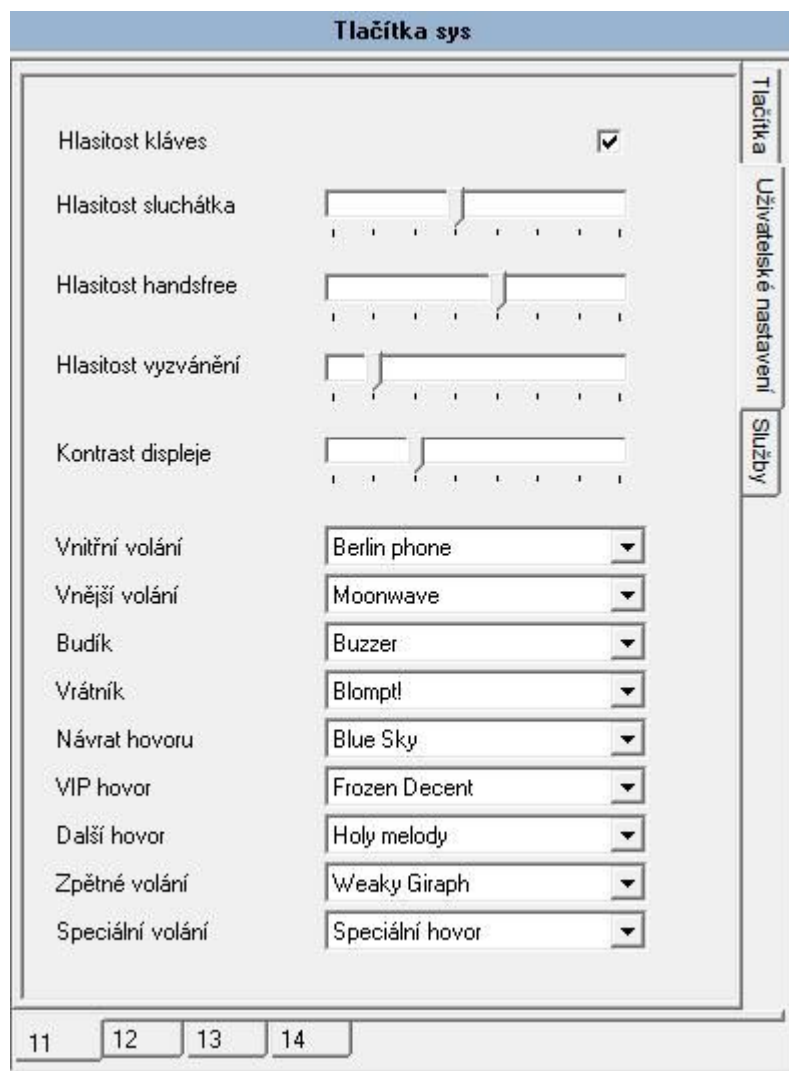 Tlačítka sys
Tlačítka
Uživatelské nastavení
Služby
Hlasitost kláves
Hlasitost sluchátka
Hlasitost handsfree
Hlasitost vyzvánění
Kontrast displeje
Vnitřní volání Berlin phone
Vnější volání Moonwave
Budík Buzzer
Vrátník Blompt!
Návrat hovoru Blue Sky
VIP hovor Frozen Decent
Další hovor Holy melody
Zpětné volání Weaky Giraph
Speciální volání Speciální hovor
11 12 13 14